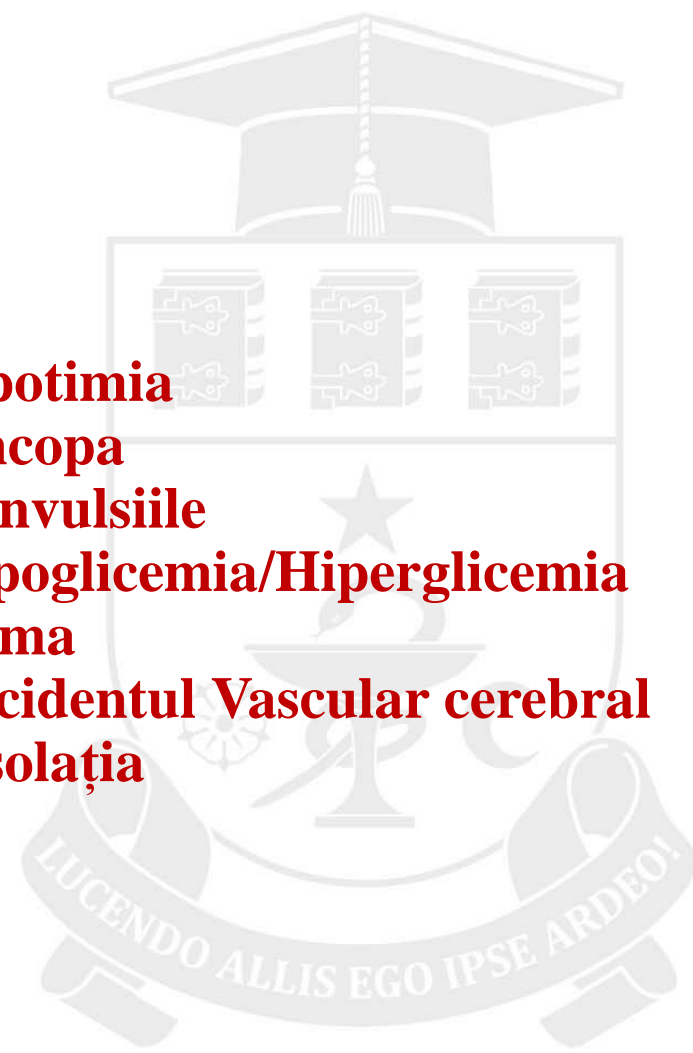 potimia
ncopa
nvulsiile
poglicemia/Hiperglicemia
ma
cidentul Vascular cerebral
solația
LUCENDO ALLIS EGO IPSE ARDEO!